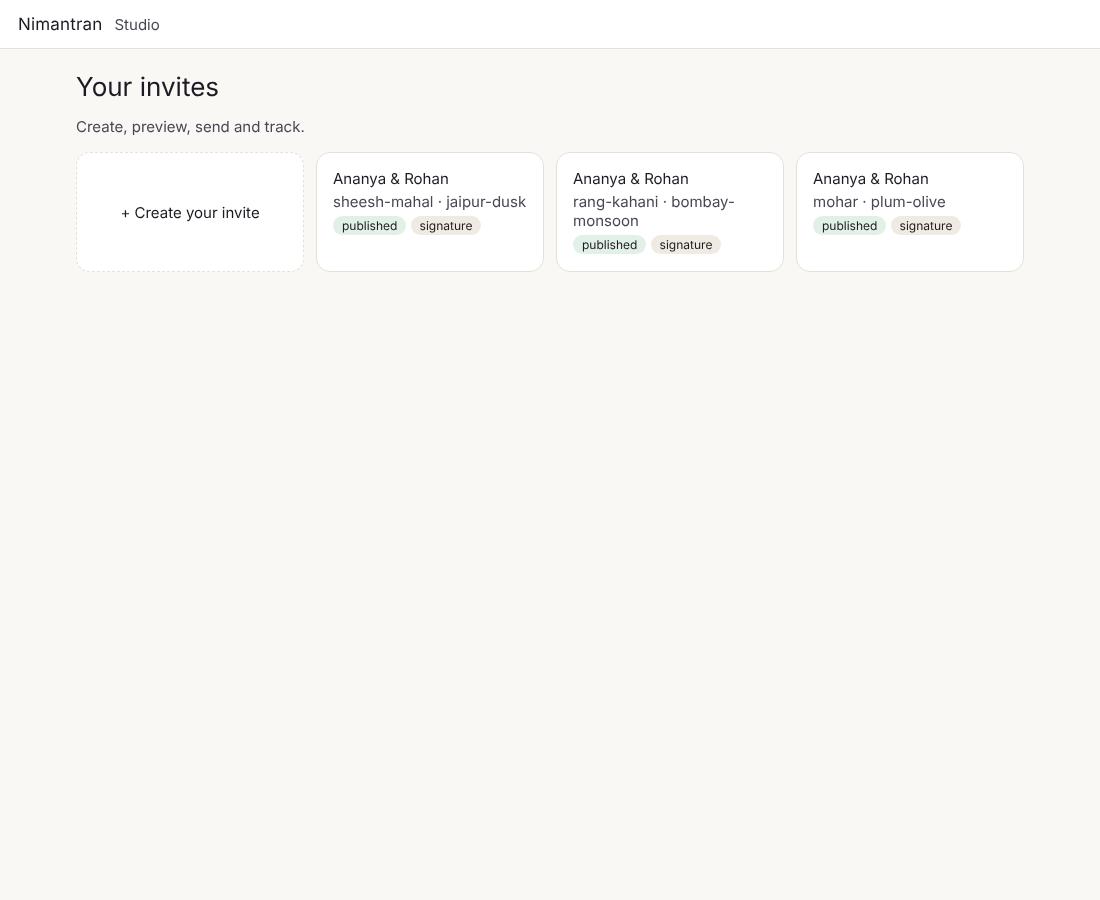 Nimantran Studio
Your invites
Create, preview, send and track.
+ Create your invite
Ananya & Rohan
sheesh-mahal · jaipur-dusk
published signature
Ananya & Rohan
rang-kahani · bombay-
monsoon
published signature
Ananya & Rohan
mohar · plum-olive
published signature